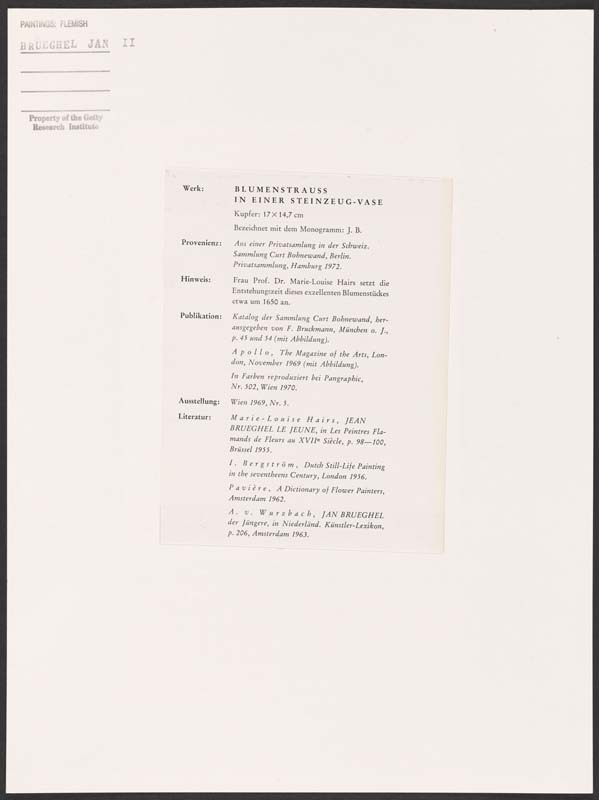 PAINTINGS: FLEMISH
BRUEGHEL JAN II
Property of the Getty
Research Institute
Werk: BLUMENSTRAUSS
IN EINER STEINZEUG-VASE
Kupfer: 17 × 14,7 cm
Bezeichnet mit dem Monogramm: J. B.
Provenienz: Aus einer Privatsamlung in der Schweiz.
Sammlung Curt Bohnewand, Berlin.
Privatsammlung, Hamburg 1972.
Hinweis: Frau Prof. Dr. Marie-Louise Hairs setzt die
Entstehungszeit dieses exzellenten Blumenstückes
etwa um 1650 an.
Publikation: Katalog der Sammlung Curt Bohnewand, her-
ausgegeben von F. Bruckmann, München o. J.,
p. 45 und 54 (mit Abbildung).
Apollo, The Magazine of the Arts, Lon-
don, November 1969 (mit Abbildung).
In Farben reproduziert bei Pangraphic,
Nr. 502, Wien 1970.
Ausstellung: Wien 1969, Nr. 5.
Literatur: Marie-Louise Hairs, JEAN
BRUEGHEL LE JEUNE, in Les Peintres Fla-
mands de Fleurs au XVIIe Siècle, p. 98—100,
Brüssel 1955.
I. Bergström, Dutch Still-Life Painting
in the seventheens Century, London 1956.
Pavière, A Dictionary of Flower Painters,
Amsterdam 1962.
A. v. Wurzbach, JAN BRUEGHEL
der Jüngere, in Niederländ. Künstler-Lexikon,
p. 206, Amsterdam 1963.